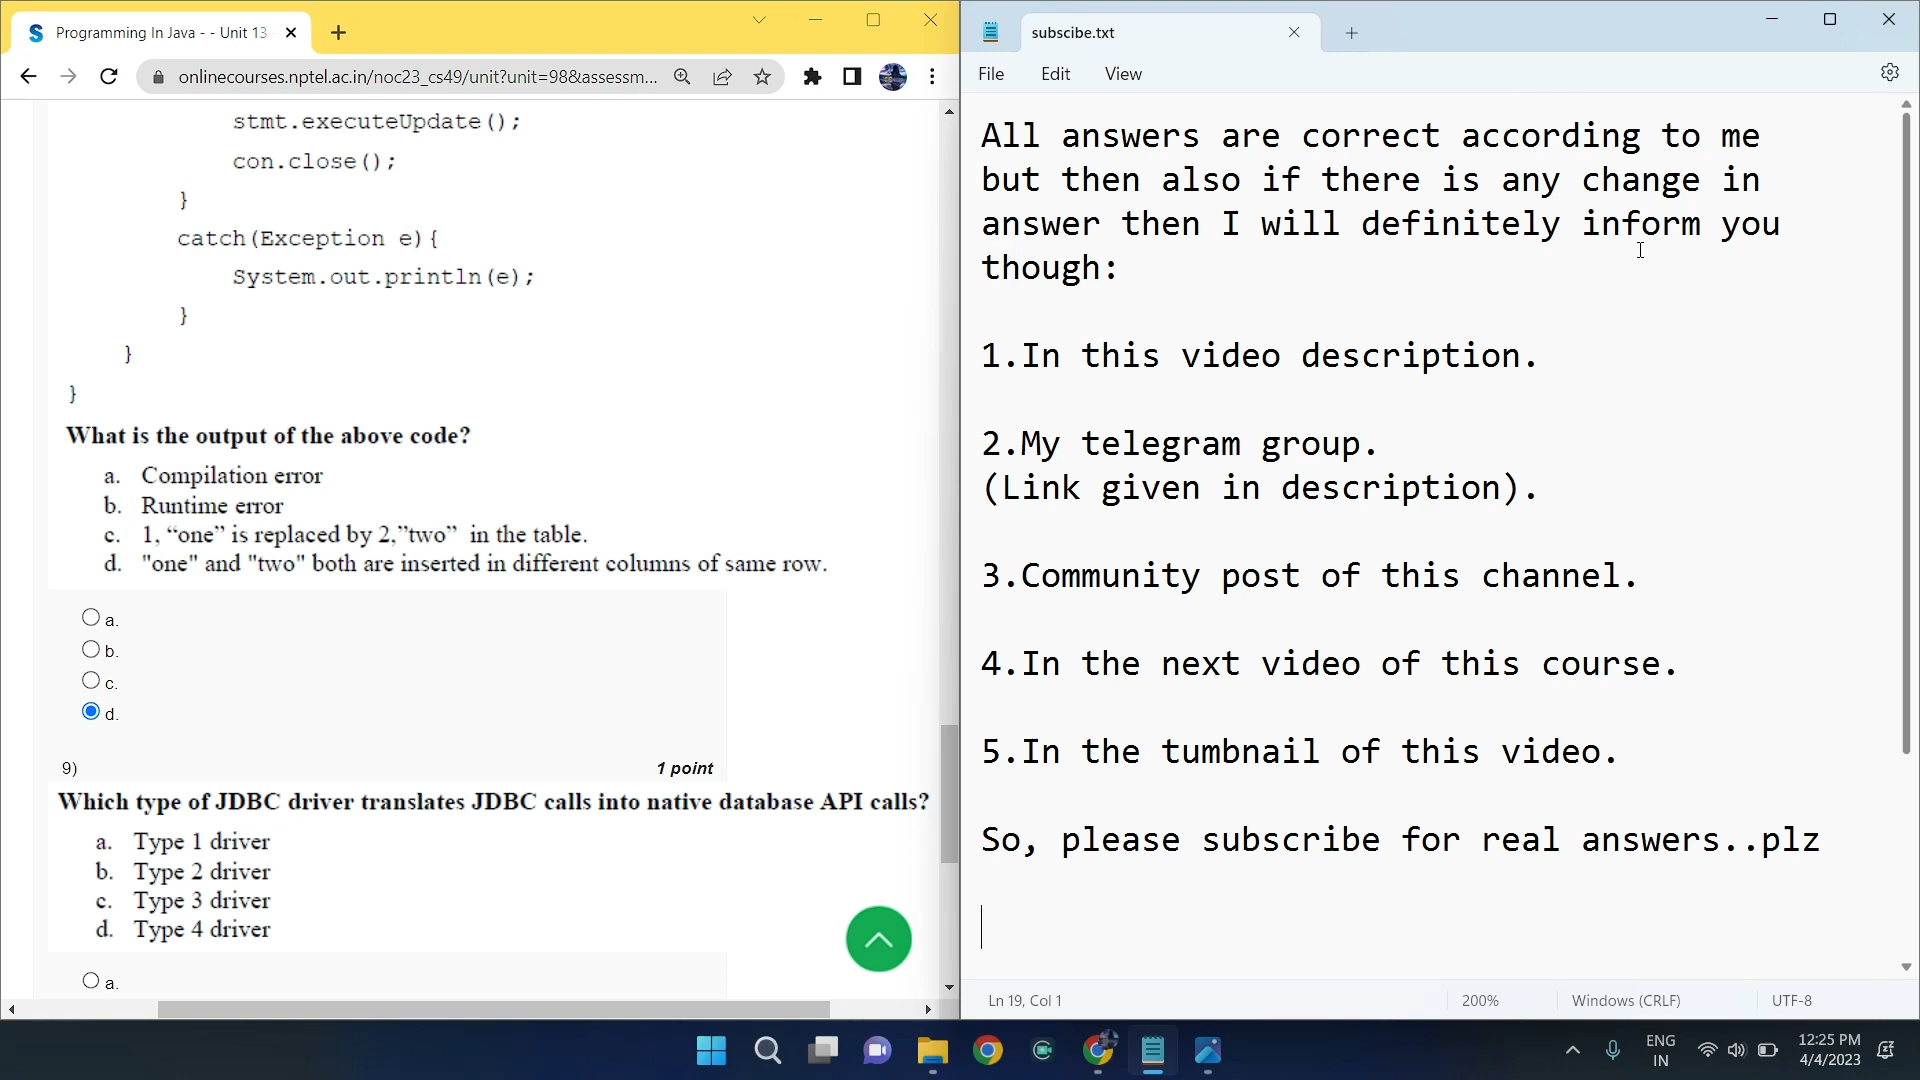 Programming In Java - - Unit 13
onlinecourses.nptel.ac.in/noc23_cs49/unit?unit=98&assessm...
stmt.executeUpdate();
con.close();
}
catch(Exception e){
System.out.println(e);
}
}
}
What is the output of the above code?
a. Compilation error
b. Runtime error
c. 1, “one” is replaced by 2,”two” in the table.
d. "one" and "two" both are inserted in different columns of same row.
a.
b.
c.
d.
9)
1 point
Which type of JDBC driver translates JDBC calls into native database API calls?
a. Type 1 driver
b. Type 2 driver
c. Type 3 driver
d. Type 4 driver
a.
subscibe.txt
File Edit View
All answers are correct according to me
but then also if there is any change in
answer then I will definitely inform you
though:
1.In this video description.
2.My telegram group.
(Link given in description).
3.Community post of this channel.
4.In the next video of this course.
5.In the tumbnail of this video.
So, please subscribe for real answers..plz
Ln 19, Col 1
200%
Windows (CRLF)
UTF-8
ENG
IN
12:25 PM
4/4/2023